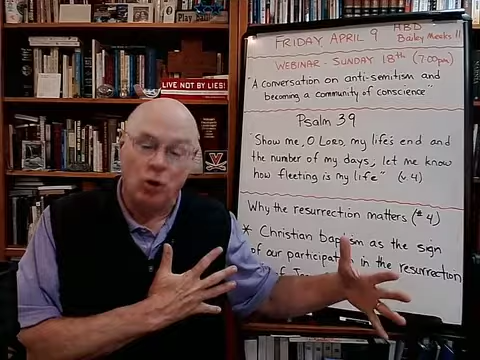 Play S
LIVE NOT BY LIES!
V
FRIDAY APRIL 9
HBD
Bailey Meeks !!
WEBINAR - SUNDAY 18th (7:00pm)
"A conversation on anti-semitism and
becoming a community of conscience"
Psalm 39
"Show me, O LORD, my life's end and
the number of my days; let me know
how fleeting is my life" (v. 4)
Why the resurrection matters (#4)
* Christian baptism as the sign
of our participat in the resurrection
of